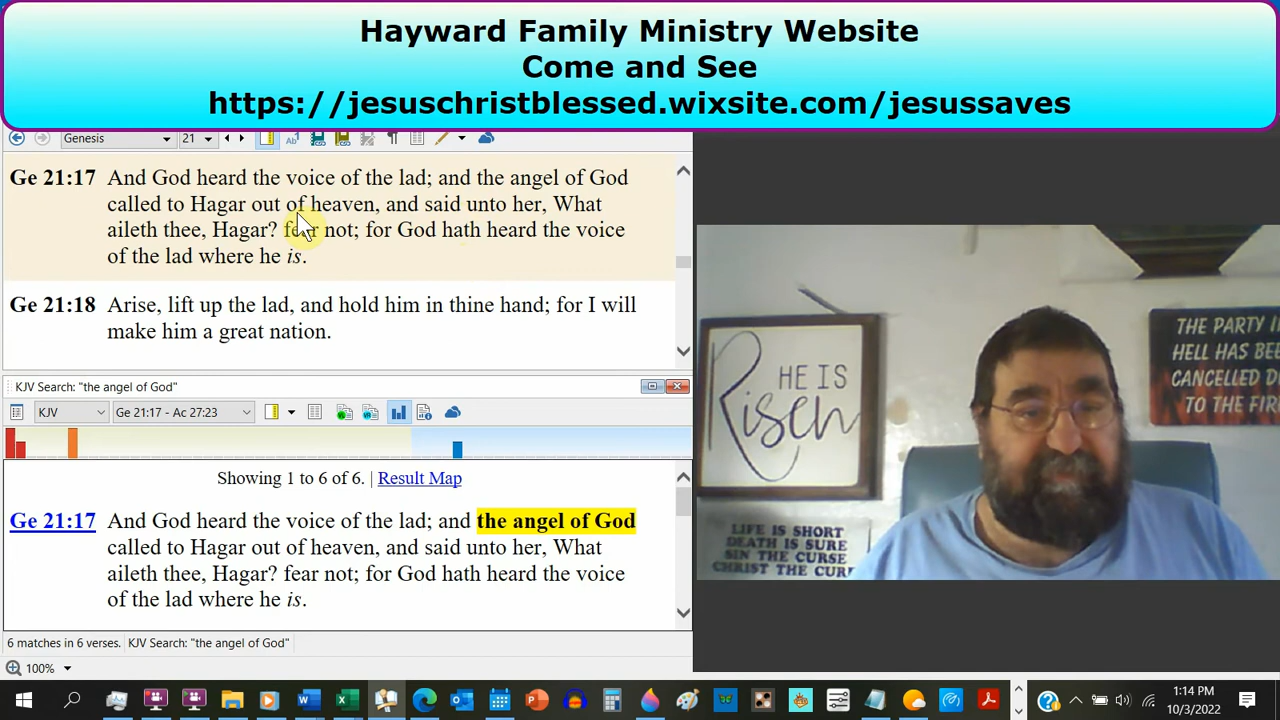 Hayward Family Ministry Website
Come and See
https://jesuschristblessed.wixsite.com/jesussaves
Genesis
21
Ge 21:17 And God heard the voice of the lad; and the angel of God
called to Hagar out of heaven, and said unto her, What
aileth thee, Hagar? fear not; for God hath heard the voice
of the lad where he is.
Ge 21:18 Arise, lift up the lad, and hold him in thine hand; for I will
make him a great nation.
KJV Search: "the angel of God"
KJV
Ge 21:17 - Ac 27:23
Showing 1 to 6 of 6. | Result Map
Ge 21:17 And God heard the voice of the lad; and the angel of God
called to Hagar out of heaven, and said unto her, What
aileth thee, Hagar? fear not; for God hath heard the voice
of the lad where he is.
6 matches in 6 verses. KJV Search: "the angel of God"
100%
HE IS
Risen
THE PARTY I
HELL HAS BE
CANCELLED D
TO THE FIR
LIFE IS SHORT
DEATH IS SURE
SIN THE CURSE
CHRIST THE CUR
1:14 PM
10/3/2022